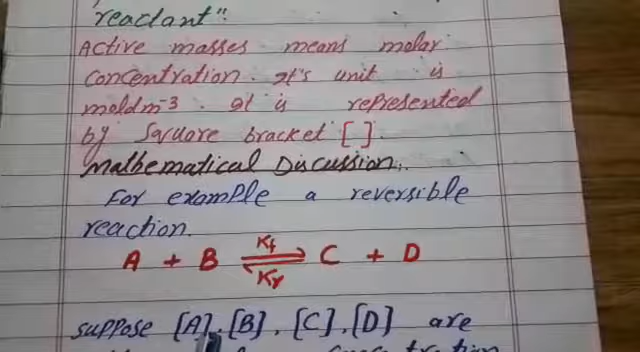 reactant".
Active masses means molar
concentration. It's unit is
moldm-3. It is represented
by Square bracket [ ].
Mathematical Discussion.
For example a reversible
reaction.
A + B Kf ⇌ Kr C + D
suppose [A], [B], [C], [D] are